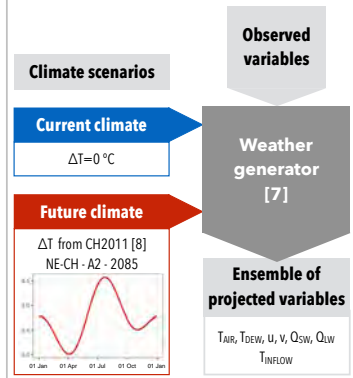 Observed
variables
Climate scenarios
Current climate
ΔT=0 °C
Weather
generator
[7]
Future climate
ΔT from CH2011 [8]
NE-CH - A2 - 2085
01 Jan 01 Apr 01 Jul 01 Oct 01 Jan
Ensemble of
projected variables
TAIR, TDEW, u, v, QSW, QLW
TINFLOW